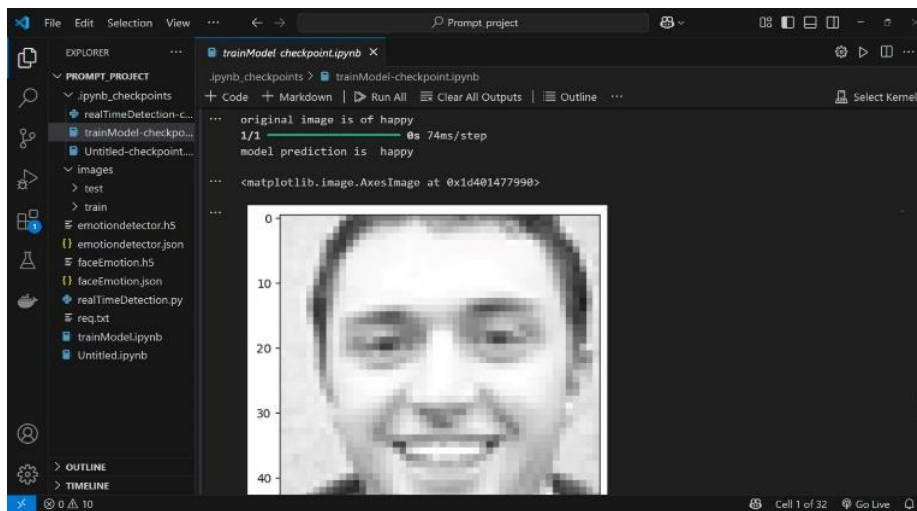 File Edit Selection View ... Prompt_project
EXPLORER ...
PROMPT_PROJECT
.ipynb_checkpoints
realTimeDetection-c...
trainModel-checkpo...
Untitled-checkpoint....
images
test
train
emotiondetector.h5
{} emotiondetector.json
faceEmotion.h5
{} faceEmotion.json
realTimeDetection.py
req.txt
trainModel.ipynb
Untitled.ipynb
OUTLINE
TIMELINE
1
trainModel-checkpoint.ipynb
.ipynb_checkpoints > trainModel-checkpoint.ipynb
+ Code + Markdown | Run All Clear All Outputs | Outline ... Select Kernel
... original image is of happy
1/1 0s 74ms/step
model prediction is happy
... <matplotlib.image.AxesImage at 0x1d401477990>
...
0
10
20
30
40
0 10 Cell 1 of 32 Go Live